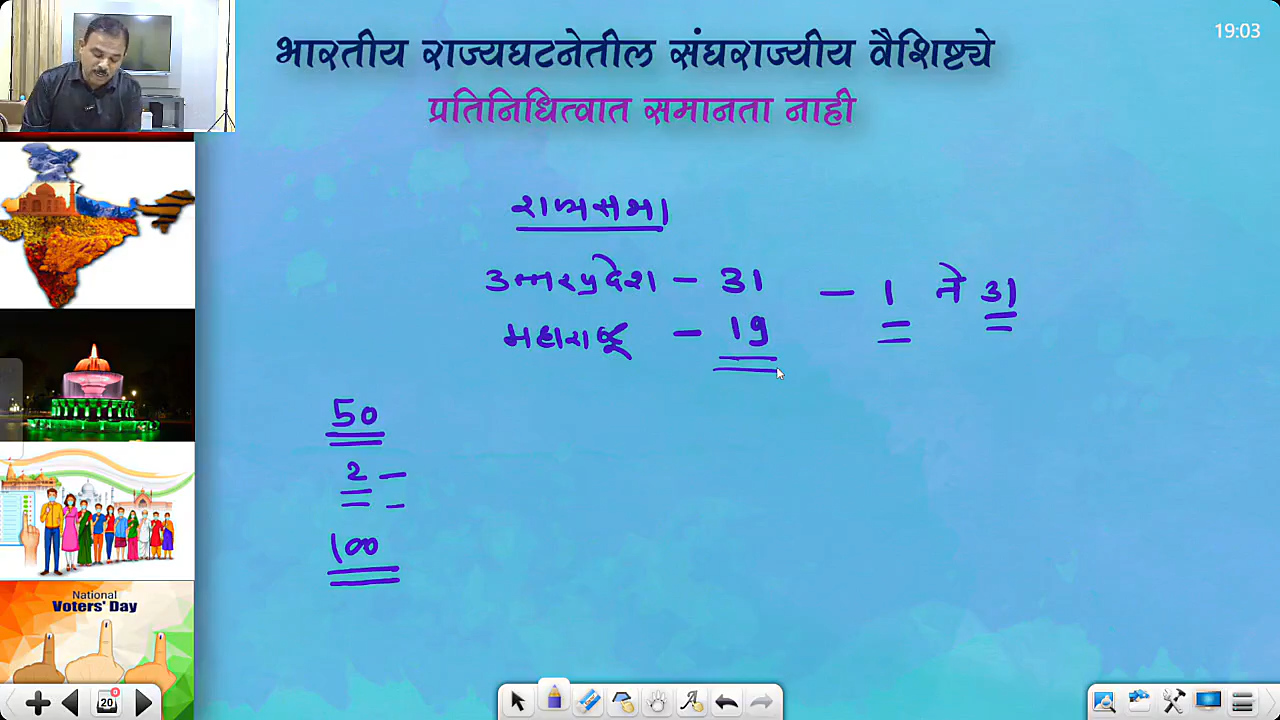 19:03
भारतीय राज्यघटनेतील संघराज्यीय वैशिष्ट्ये
प्रतिनिधित्वात समानता नाही
राज्यसभा
उत्तरप्रदेश - 31 - 1 ते 31
महाराष्ट्र - 19
50
2 -
100
National
Voters' Day
20